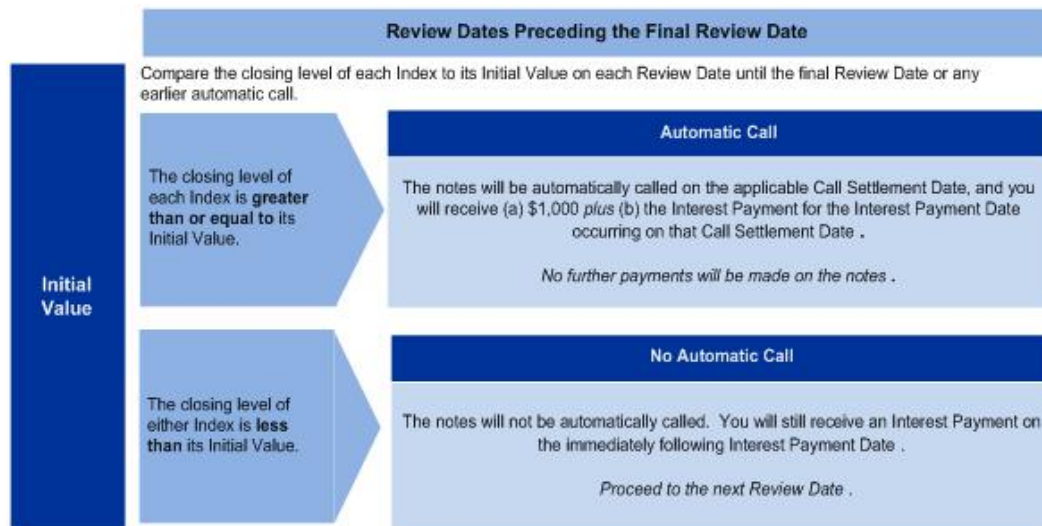 Review Dates Preceding the Final Review Date
Compare the closing level of each Index to its Initial Value on each Review Date until the final Review Date or any
earlier automatic call.
Initial
Value
The closing level of
each Index is greater
than or equal to its
Initial Value.
Automatic Call
The notes will be automatically called on the applicable Call Settlement Date, and you
will receive (a) $1,000 plus (b) the Interest Payment for the Interest Payment Date
occurring on that Call Settlement Date .
No further payments will be made on the notes .
The closing level of
either Index is less
than its Initial Value.
No Automatic Call
The notes will not be automatically called. You will still receive an Interest Payment on
the immediately following Interest Payment Date .
Proceed to the next Review Date .